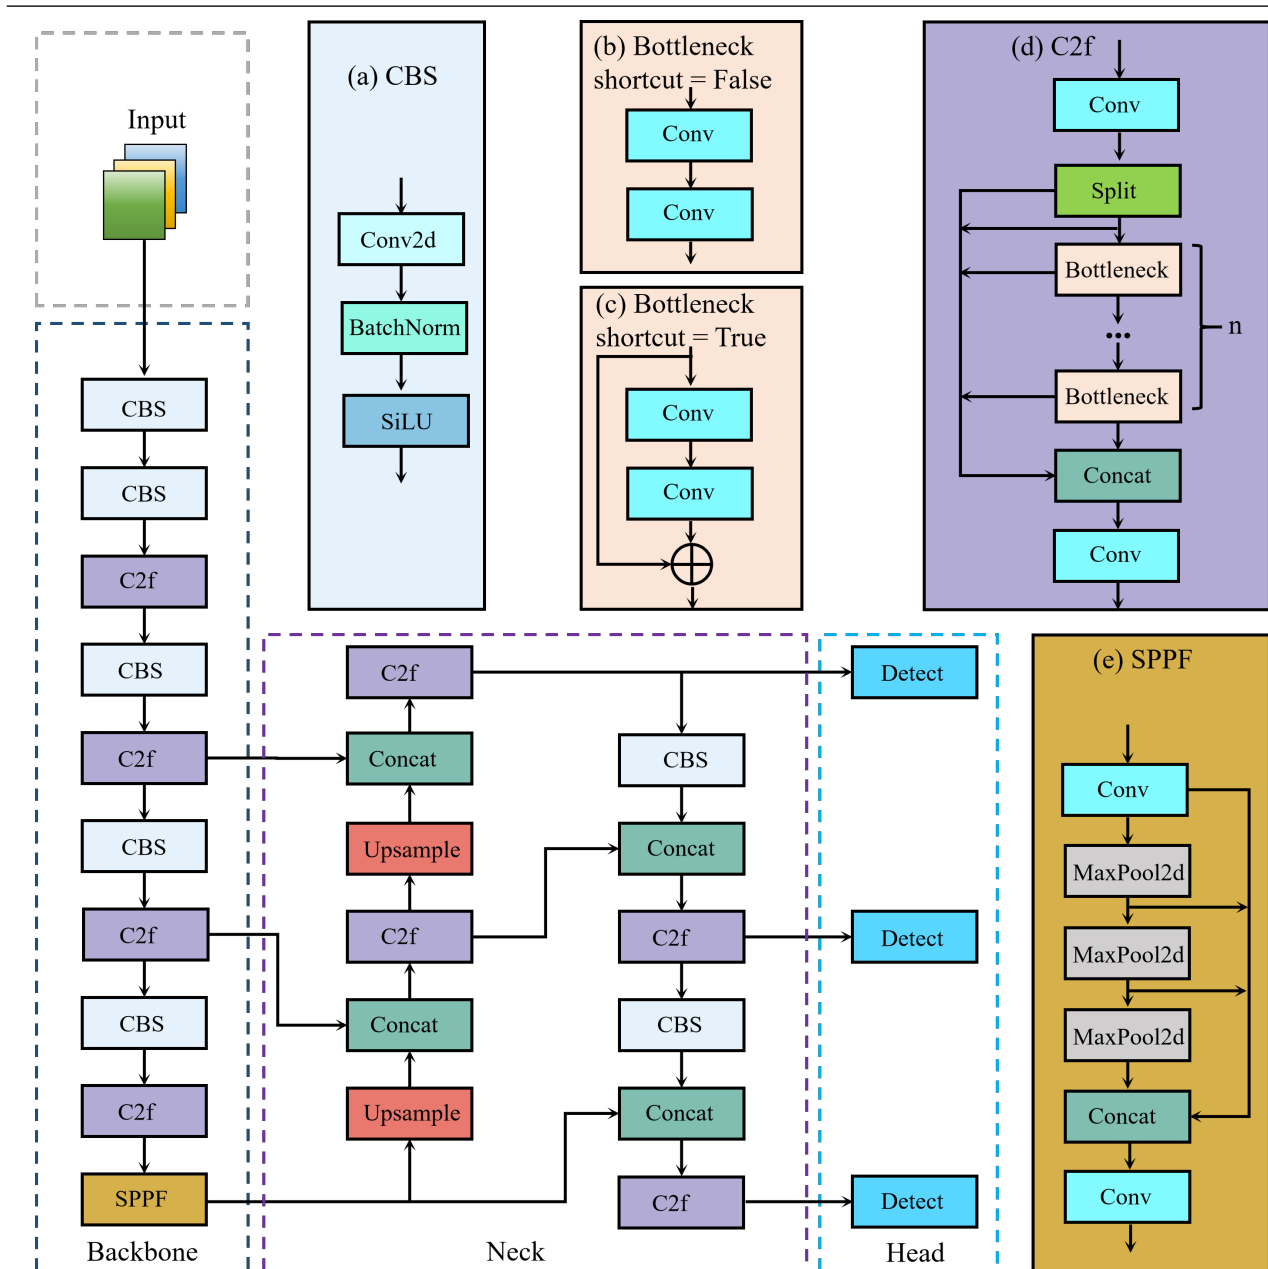 Input
CBS
CBS
C2f
CBS
C2f
CBS
C2f
CBS
C2f
SPPF
Backbone
(a) CBS
Conv2d
BatchNorm
SiLU
(b) Bottleneck
shortcut = False
Conv
Conv
(c) Bottleneck
shortcut = True
Conv
Conv
(d) C2f
Conv
Split
Bottleneck
...
n
Bottleneck
Concat
Conv
C2f
Concat
Upsample
C2f
Concat
Upsample
CBS
Concat
C2f
CBS
Concat
C2f
Neck
Detect
Detect
Detect
Head
(e) SPPF
Conv
MaxPool2d
MaxPool2d
MaxPool2d
Concat
Conv